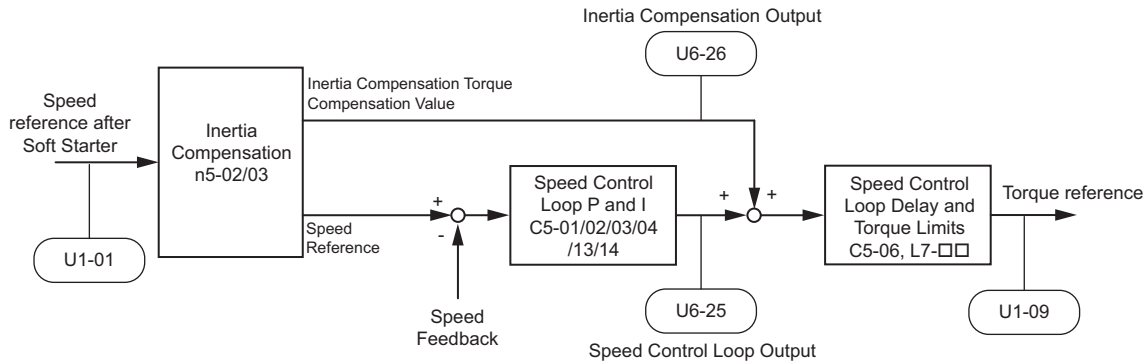 Inertia Compensation Output
U6-26
Inertia Compensation Torque
Compensation Value
Speed
reference after
Soft Starter
Inertia
Compensation
n5-02/03
Speed Control
Loop P and I
C5-01/02/03/04
/13/14
Speed Control
Loop Delay and
Torque Limits
C5-06, L7-□□
Torque reference
+
-
+
+
Speed
Reference
U1-01
Speed
Feedback
U6-25
U1-09
Speed Control Loop Output